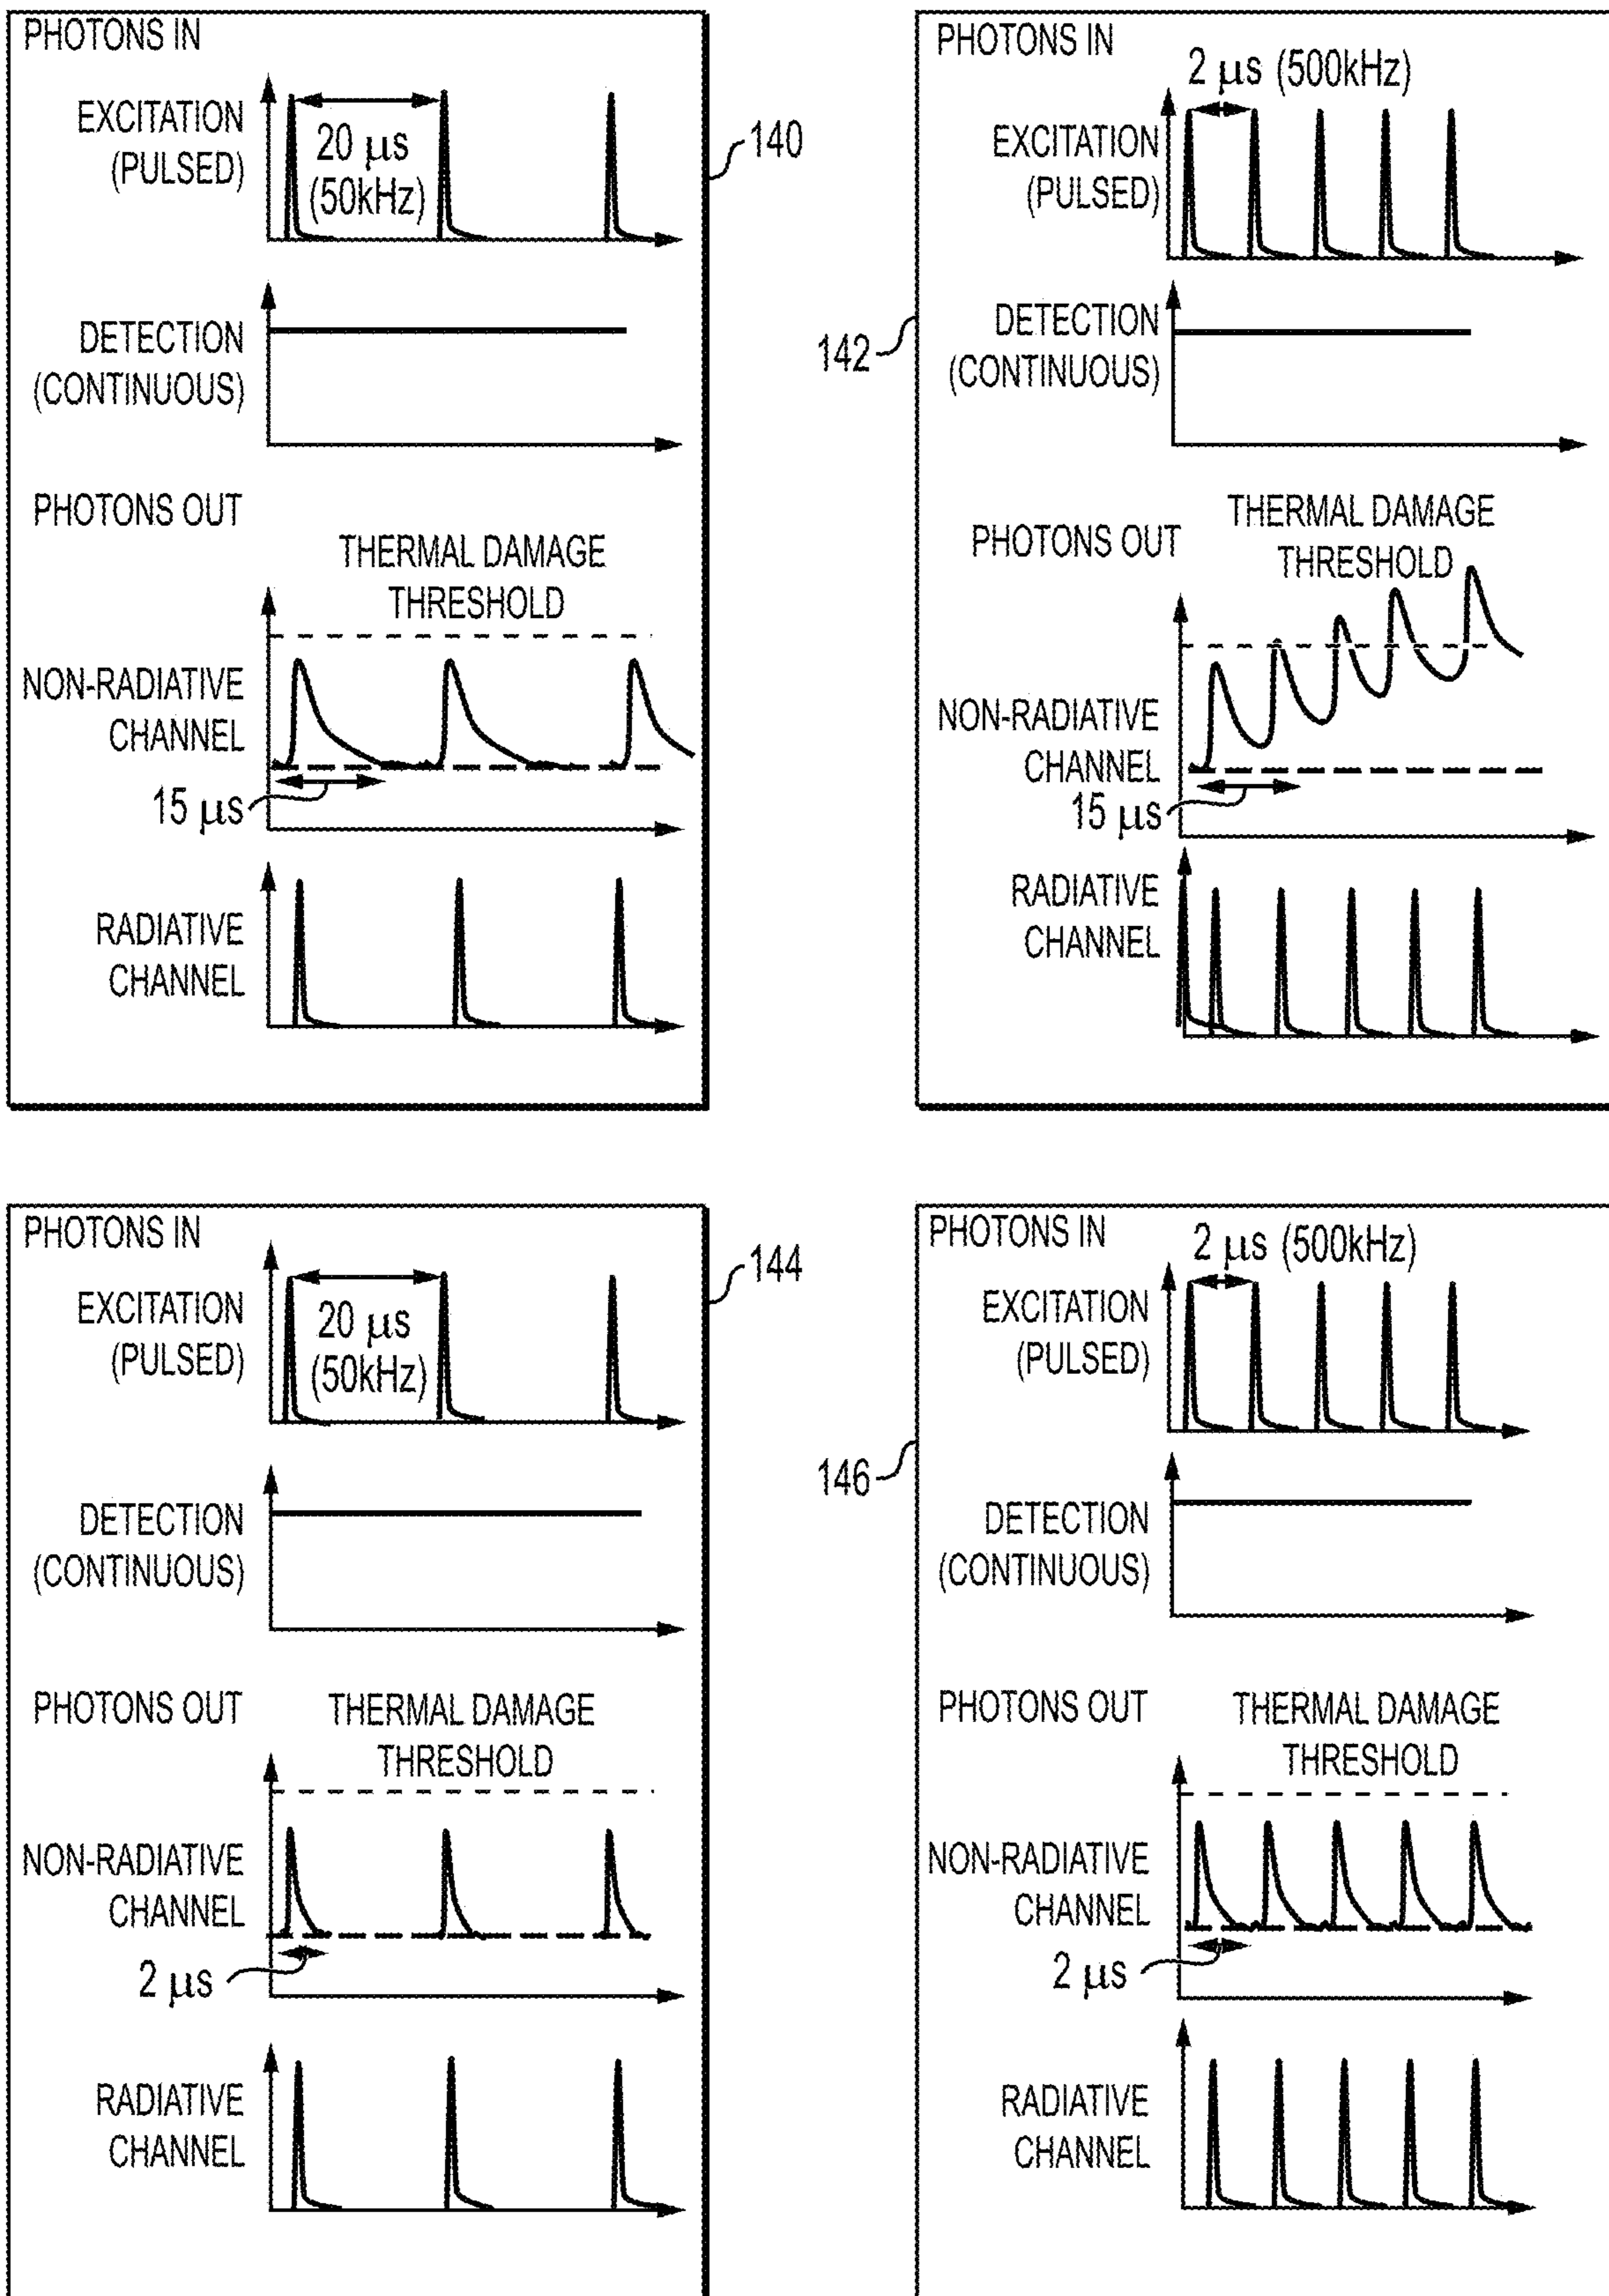 PHOTONS IN
EXCITATION
(PULSED)
20 μs
(50kHz)
140
DETECTION
(CONTINUOUS)
PHOTONS OUT
THERMAL DAMAGE
THRESHOLD
NON-RADIATIVE
CHANNEL
15 μs
RADIATIVE
CHANNEL
PHOTONS IN
2 μs (500kHz)
EXCITATION
(PULSED)
142
DETECTION
(CONTINUOUS)
PHOTONS OUT
THERMAL DAMAGE
THRESHOLD
NON-RADIATIVE
CHANNEL
15 μs
RADIATIVE
CHANNEL
PHOTONS IN
EXCITATION
(PULSED)
20 μs
(50kHz)
144
DETECTION
(CONTINUOUS)
PHOTONS OUT
THERMAL DAMAGE
THRESHOLD
NON-RADIATIVE
CHANNEL
2 μs
RADIATIVE
CHANNEL
PHOTONS IN
2 μs (500kHz)
EXCITATION
(PULSED)
146
DETECTION
(CONTINUOUS)
PHOTONS OUT
THERMAL DAMAGE
THRESHOLD
NON-RADIATIVE
CHANNEL
2 μs
RADIATIVE
CHANNEL